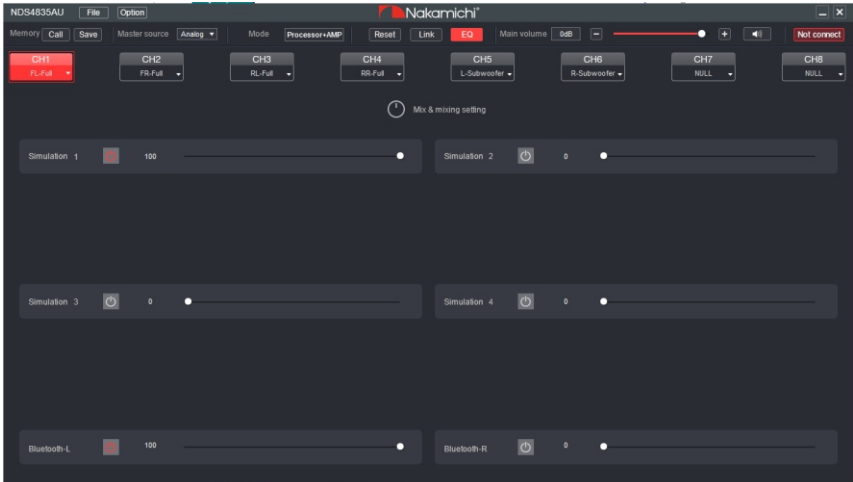 NDS4835AU File Option Nakamichi®
Memory Call Save Master source Analog Mode Processor+AMP Reset Link EQ Main volume 0dB Not connect
CH1 CH2 CH3 CH4 CH5 CH6 CH7 CH8
FL-Full FR-Full RL-Full RR-Full L-Subwoofer R-Subwoofer NULL NULL
Mix & mixing setting
Simulation 1 100 Simulation 2 0
Simulation 3 0 Simulation 4 0
Bluetooth-L 100 Bluetooth-R 0